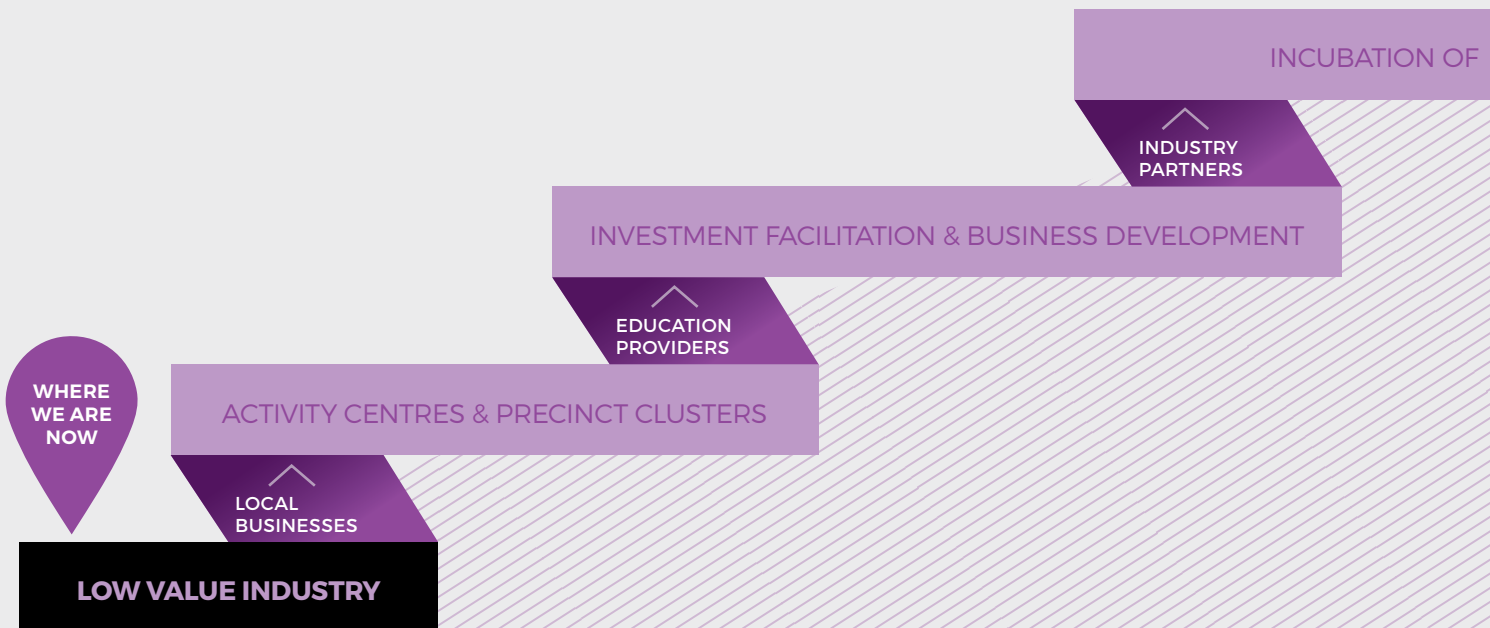 INCUBATION OF
INDUSTRY
PARTNERS
INVESTMENT FACILITATION & BUSINESS DEVELOPMENT
EDUCATION
PROVIDERS
WHERE
WE ARE
NOW
ACTIVITY CENTRES & PRECINCT CLUSTERS
LOCAL
BUSINESSES
LOW VALUE INDUSTRY